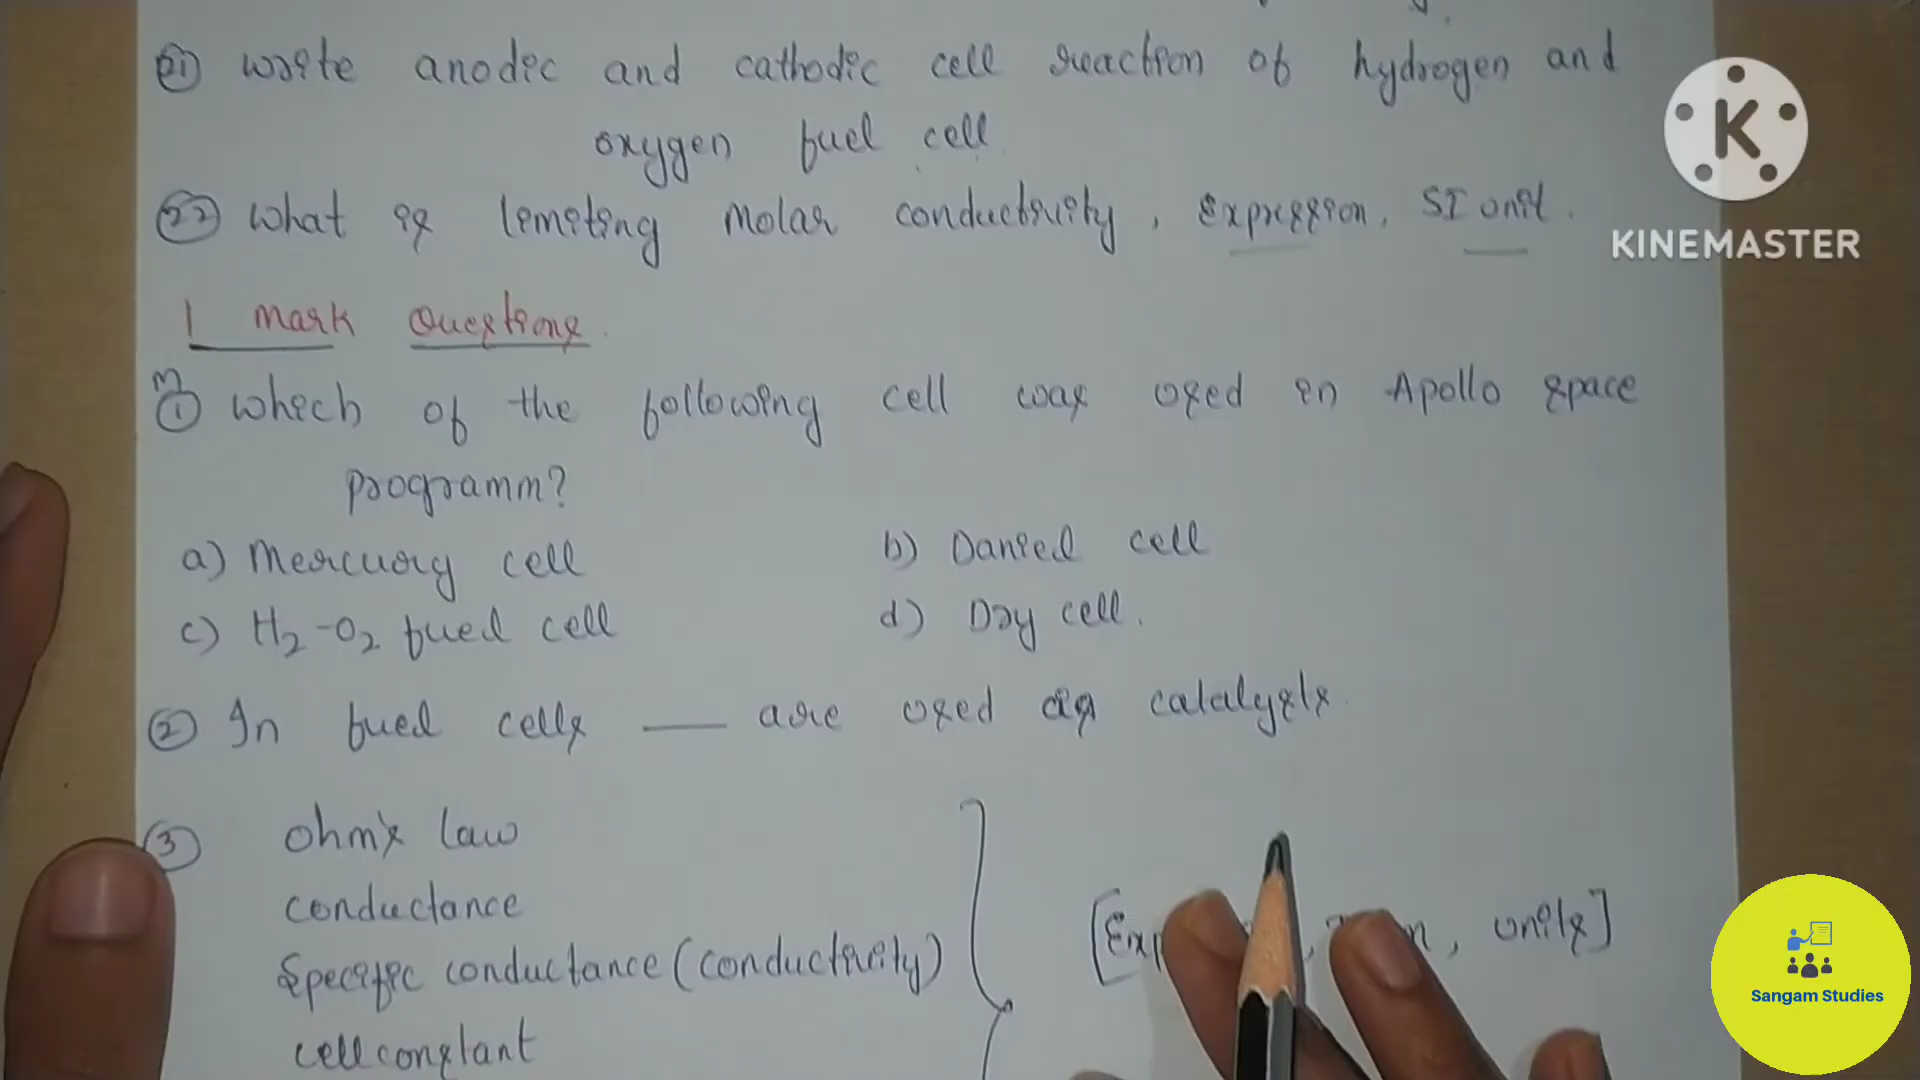 21) write anodic and cathodic cell reaction of hydrogen and
oxygen fuel cell
22) What is limiting Molar conductivity, Expression, SI unit.
1 Mark Questions.
M
1) which of the following cell was used in Apollo space
programm?
a) Mercuory cell
b) Daniel cell
c) H2-O2 fuel cell
d) Dry cell.
2) In fuel cells — are used as catalysts
3) ohm's law
conductance
Specific conductance (conductivity)
cell constant
[Exp , units]
K
KINEMASTER
Sangam Studies